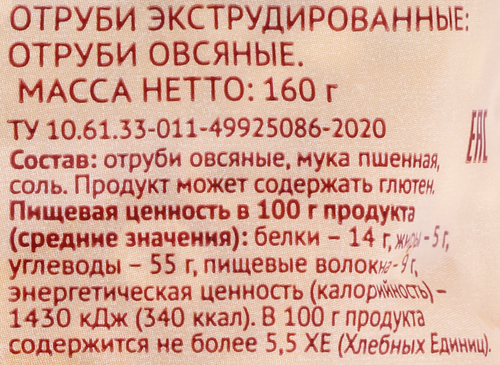 ОТРУБИ ЭКСТРУДИРОВАННЫЕ:
ОТРУБИ ОВСЯНЫЕ.
МАССА НЕТТО: 160 г
ТУ 10.61.33-011-49925086-2020
EAC
Состав: отруби овсяные, мука пшенная,
соль. Продукт может содержать глютен.
Пищевая ценность в 100 г продукта
(средние значения): белки – 14 г, жиры - 5 г,
углеводы – 55 г, пищевые волокна - 9 г,
энергетическая ценность (калорийность) –
1430 кДж (340 ккал). В 100 г продукта
содержится не более 5,5 ХЕ (Хлебных Единиц).